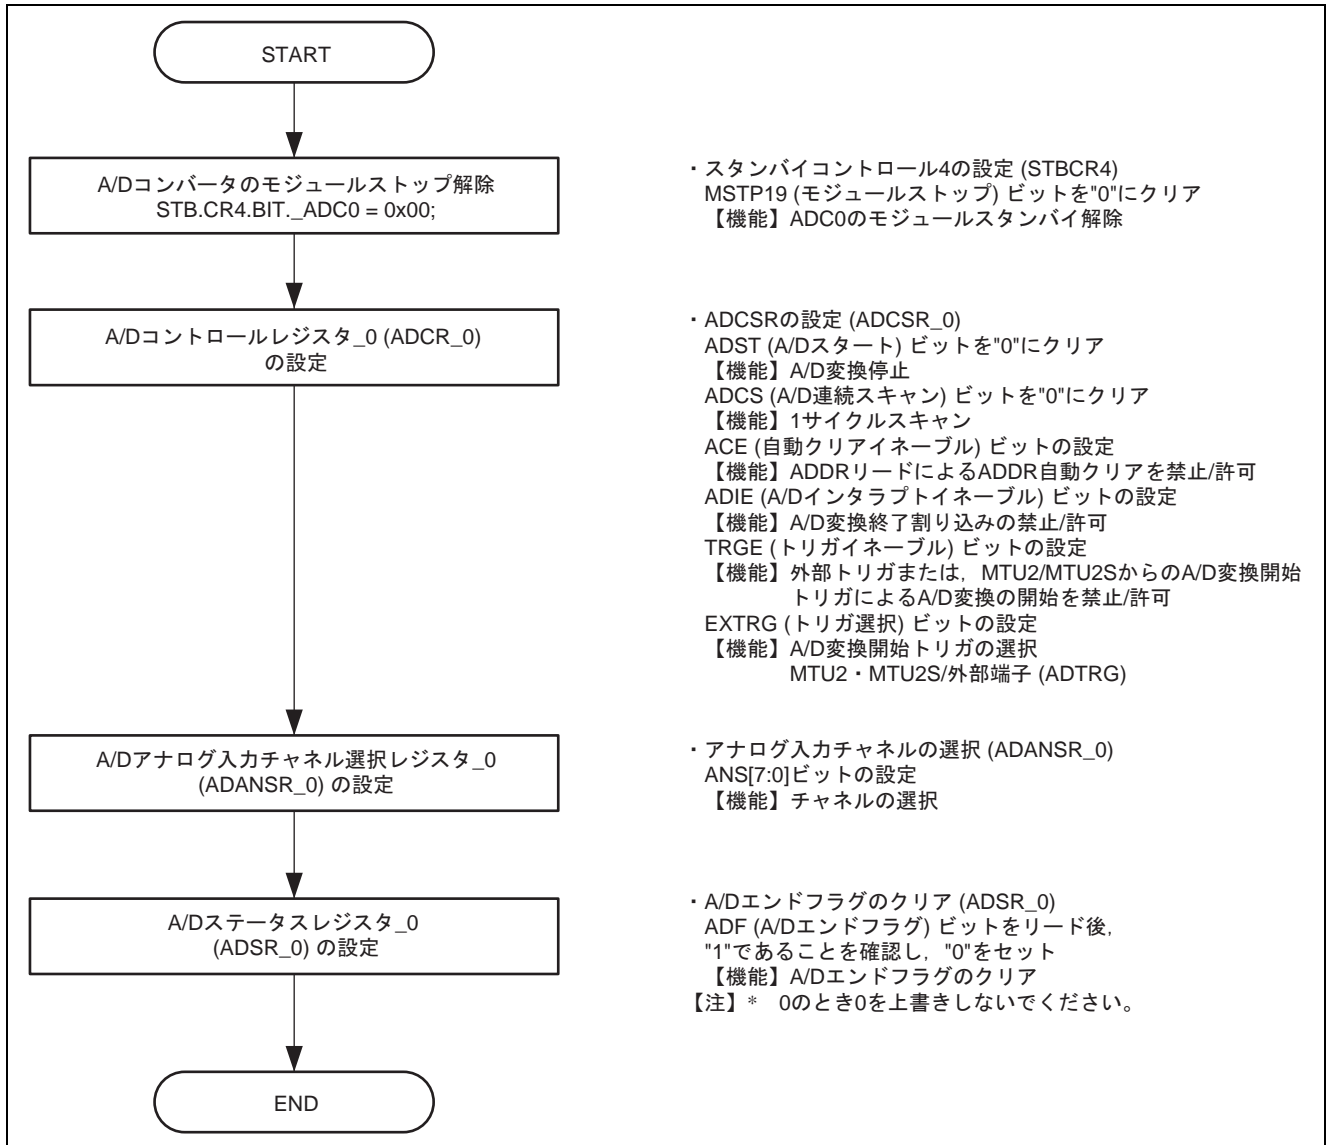 START
A/Dコンバータのモジュールストップ解除
STB.CR4.BIT._ADC0 = 0x00;
・スタンバイコントロール4の設定 (STBCR4)
MSTP19 (モジュールストップ) ビットを"0"にクリア
【機能】ADC0のモジュールスタンバイ解除
A/Dコントロールレジスタ_0 (ADCR_0)
の設定
・ADCSRの設定 (ADCSR_0)
ADST (A/Dスタート) ビットを"0"にクリア
【機能】A/D変換停止
ADCS (A/D連続スキャン) ビットを"0"にクリア
【機能】1サイクルスキャン
ACE (自動クリアイネーブル) ビットの設定
【機能】ADDRリードによるADDR自動クリアを禁止/許可
ADIE (A/Dインタラプトイネーブル) ビットの設定
【機能】A/D変換終了割り込みの禁止/許可
TRGE (トリガイネーブル) ビットの設定
【機能】外部トリガまたは，MTU2/MTU2SからのA/D変換開始
トリガによるA/D変換の開始を禁止/許可
EXTRG (トリガ選択) ビットの設定
【機能】A/D変換開始トリガの選択
MTU2・MTU2S/外部端子 (ADTRG)
A/Dアナログ入力チャネル選択レジスタ_0
(ADANSR_0) の設定
・アナログ入力チャネルの選択 (ADANSR_0)
ANS[7:0]ビットの設定
【機能】チャネルの選択
A/Dステータスレジスタ_0
(ADSR_0) の設定
・A/Dエンドフラグのクリア (ADSR_0)
ADF (A/Dエンドフラグ) ビットをリード後，
"1"であることを確認し，"0"をセット
【機能】A/Dエンドフラグのクリア
【注】* 0のとき0を上書きしないでください。
END